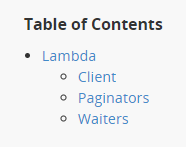 Table of Contents
Lambda
Client
Paginators
Waiters